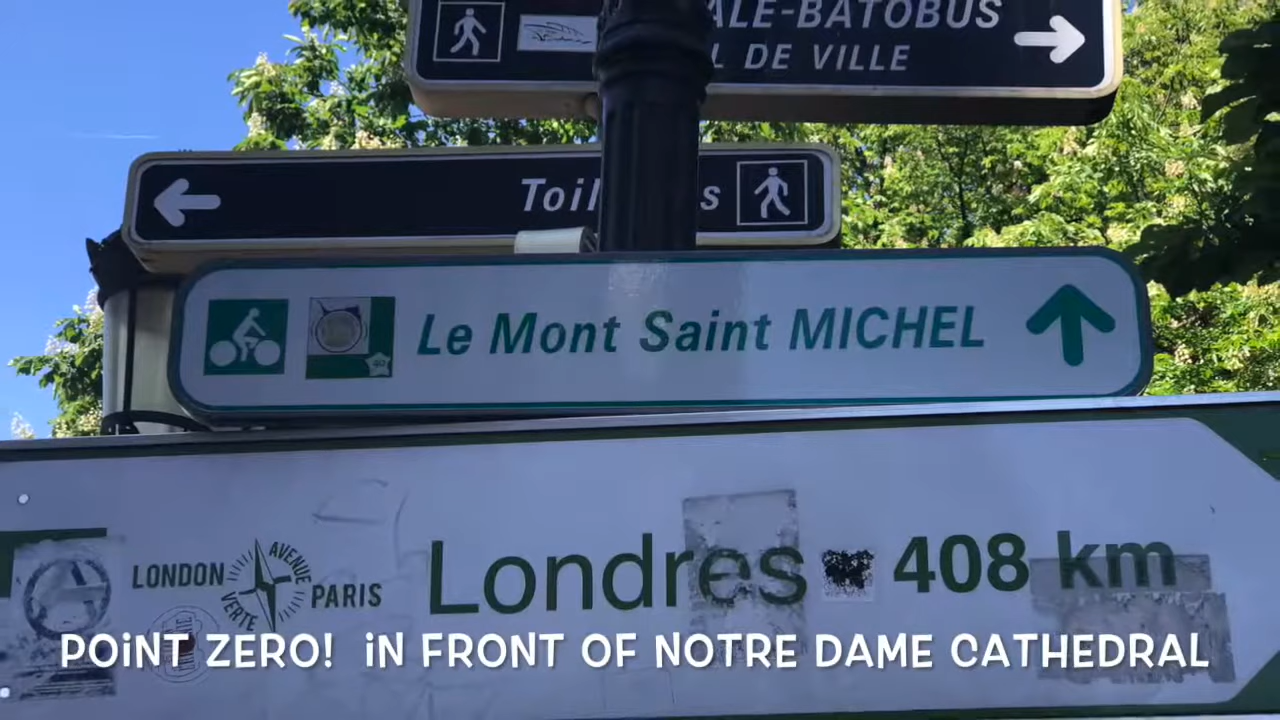 ALE-BATOBUS
L DE VILLE
Toil s
Le Mont Saint MICHEL
LONDON
AVENUE
VERTE
PARIS
Londres 408 km
POiNT ZERO! iN FRONT OF NOTRE DAME CATHEDRAL